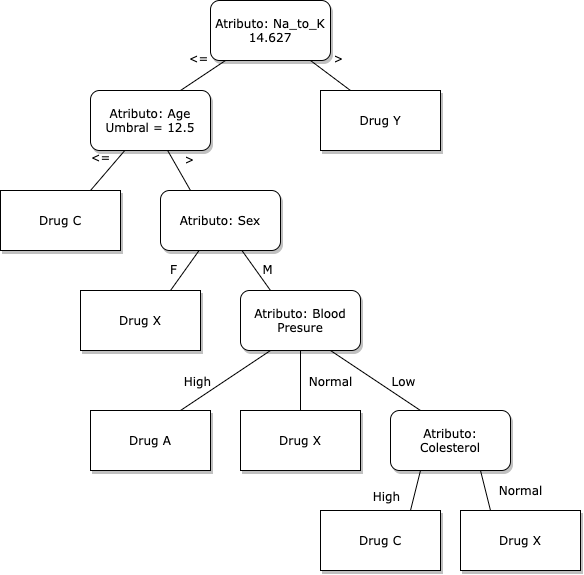 Atributo: Na_to_K
14.627
<=
>
Atributo: Age
Umbral = 12.5
Drug Y
<=
>
Drug C
Atributo: Sex
F
M
Drug X
Atributo: Blood
Presure
High
Normal
Low
Drug A
Drug X
Atributo:
Colesterol
High
Normal
Drug C
Drug X